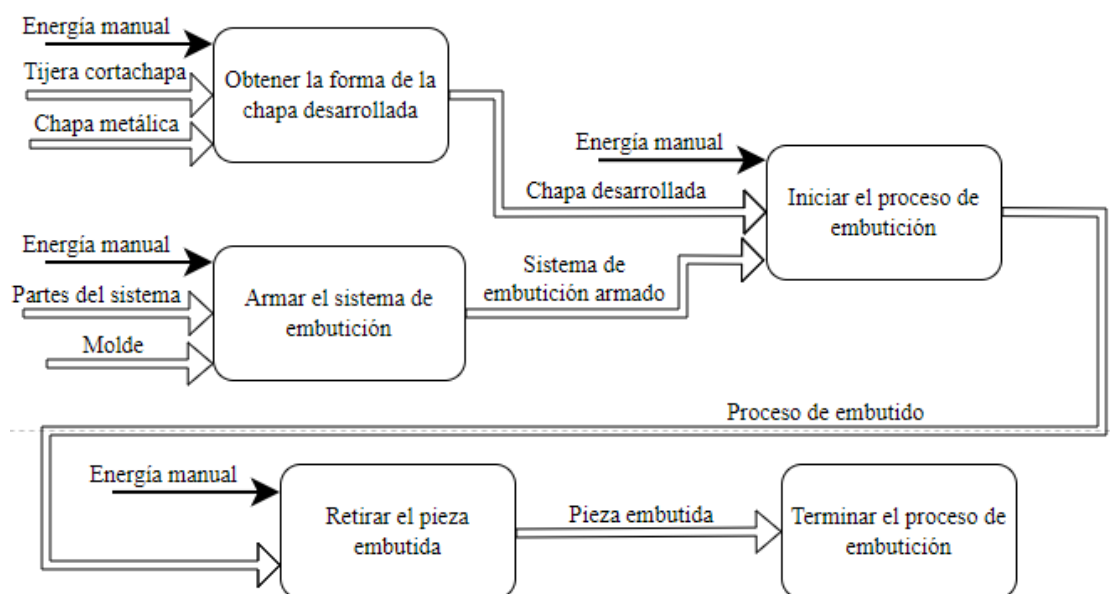 Energía manual
Tijera cortachapa
Chapa metálica
Obtener la forma de la
chapa desarrollada
Energía manual
Chapa desarrollada
Iniciar el proceso de
embutición
Energía manual
Partes del sistema
Molde
Armar el sistema de
embutición
Sistema de
embutición armado
Proceso de embutido
Energía manual
Retirar el pieza
embutida
Pieza embutida
Terminar el proceso de
embutición